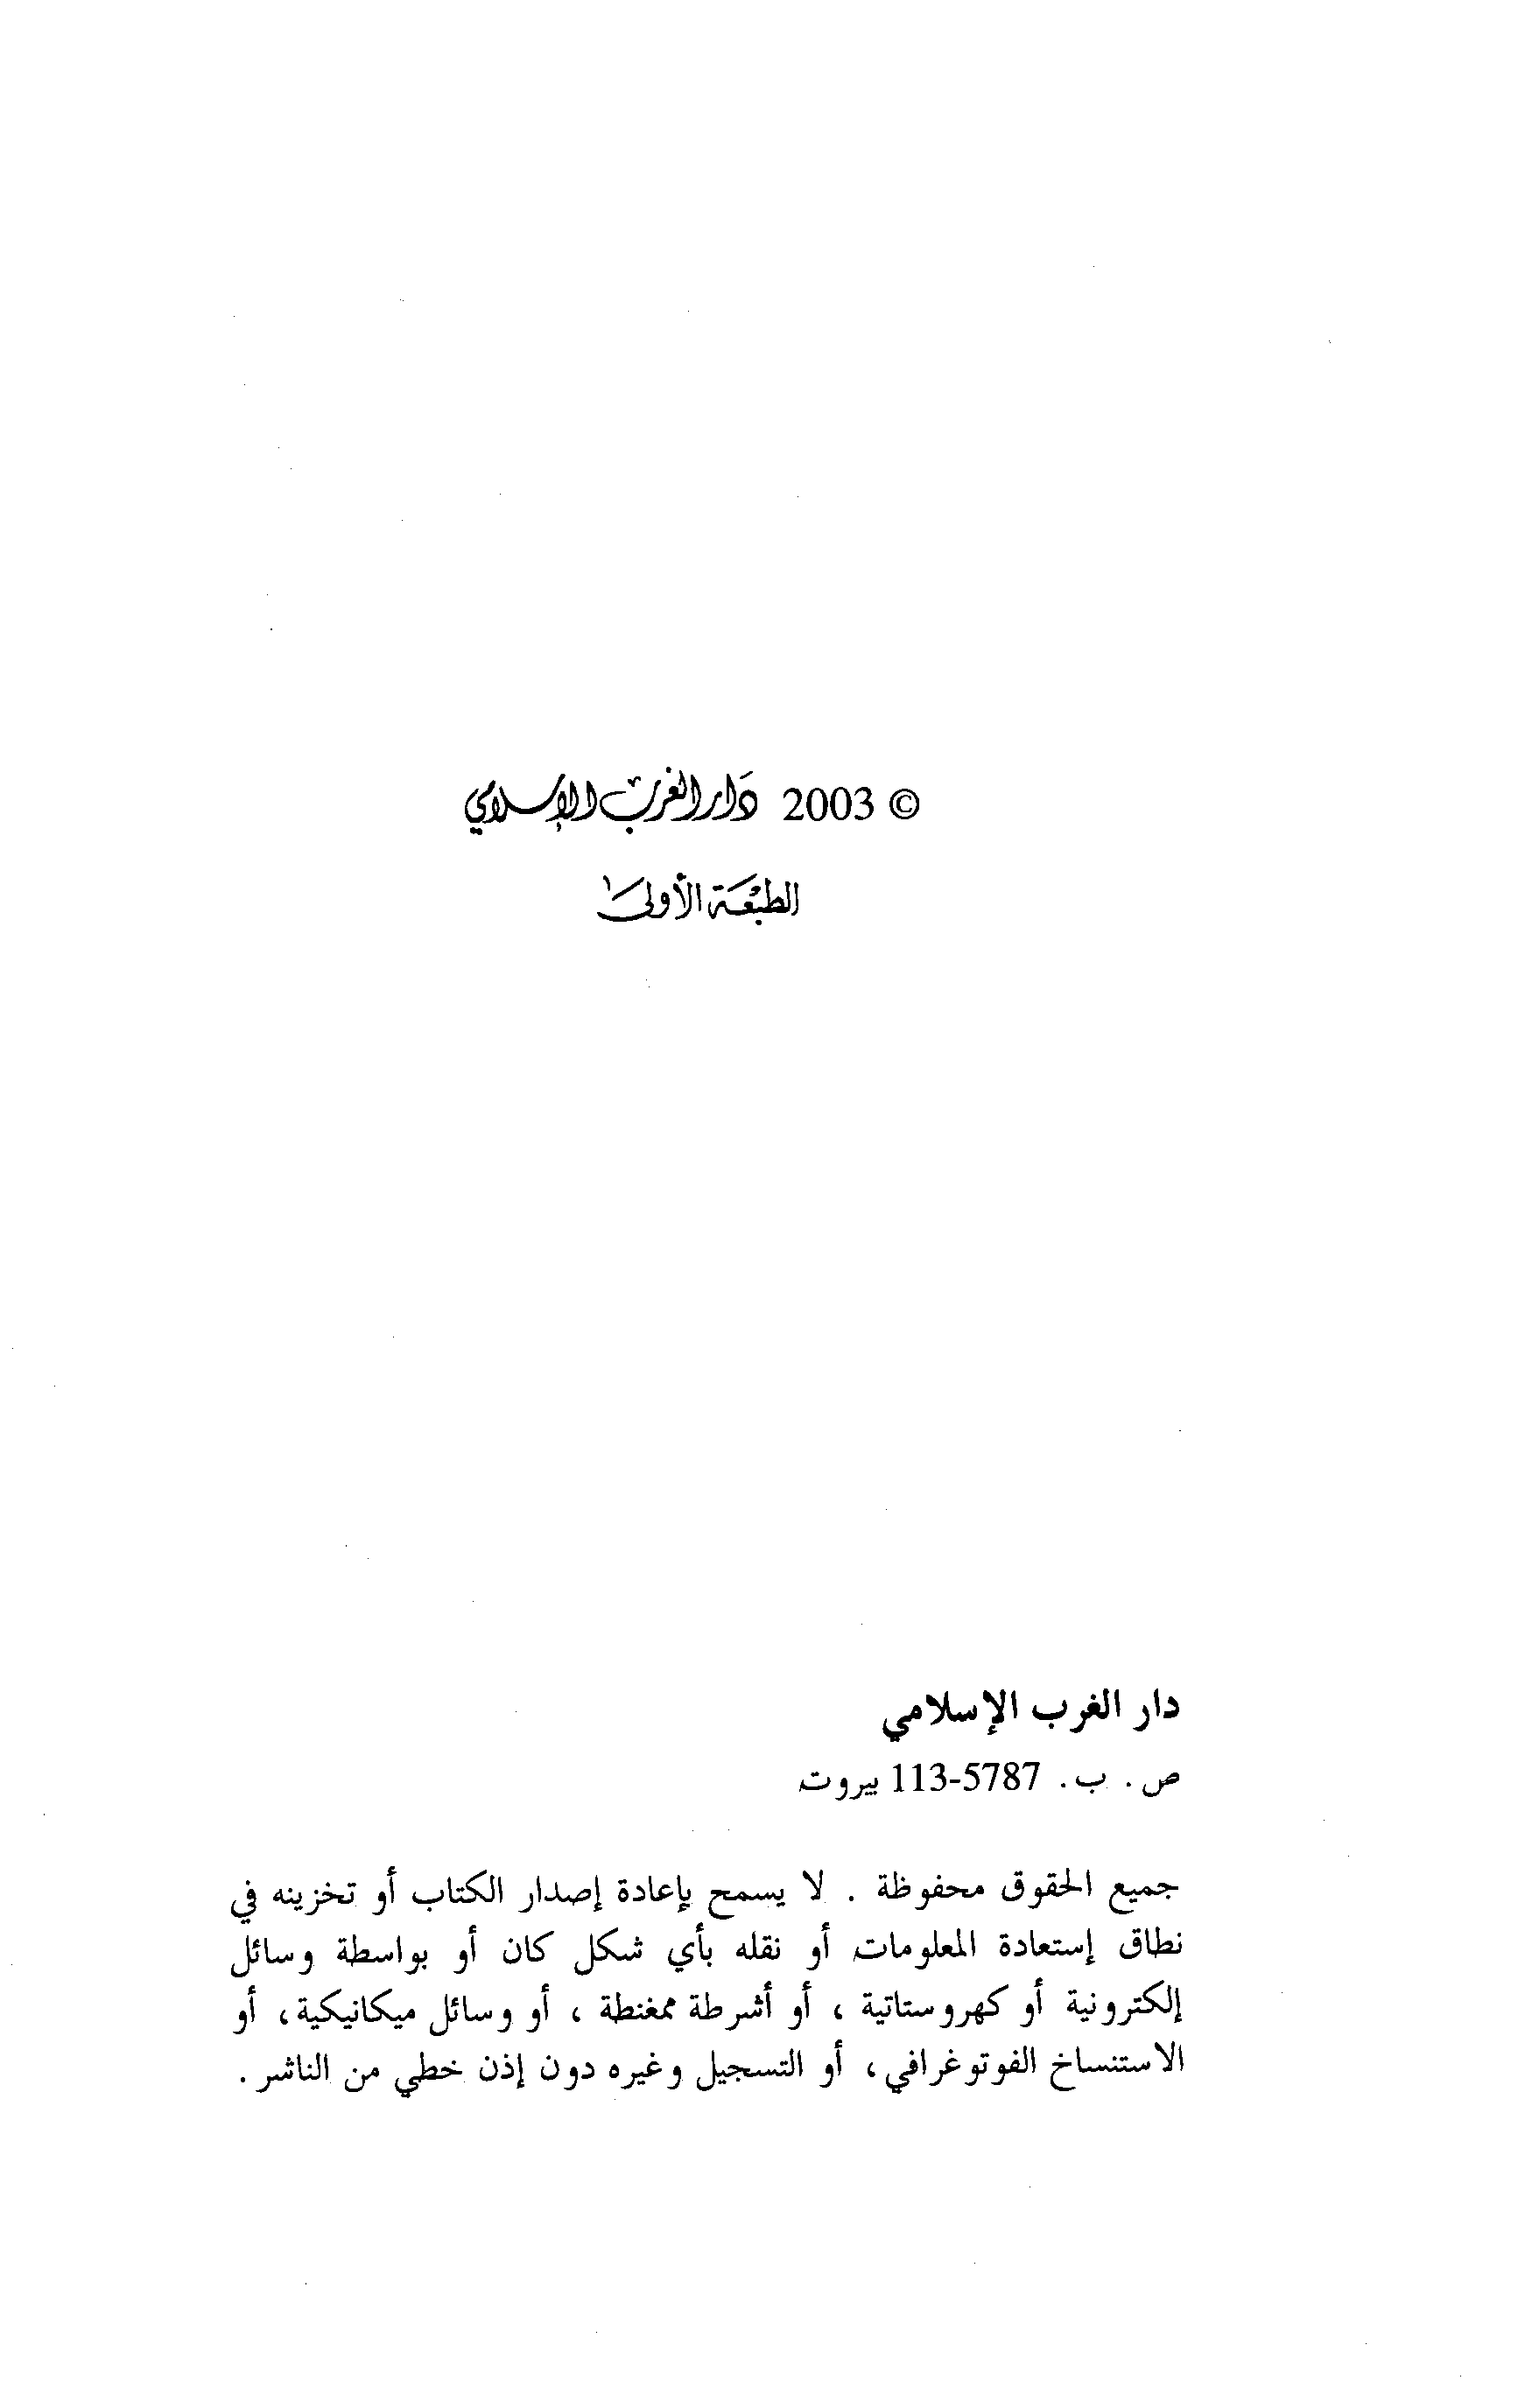 © 2003 دَار الغربْ الإسلامي
الطبْعَة الأولىٰ
دار الغرب الإسلامي
ص. ب. 5787-113 بيروت
جميع الحقوق محفوظة . لا يسمح بإعادة إصدار الكتاب أو تخزينه في
نطاق إستعادة المعلومات أو نقله بأي شكل كان أو بواسطة وسائل
إلكترونية أو كهروستاتية ، أو أشرطة ممغنطة ، أو وسائل ميكانيكية، أو
الاستنساخ الفوتوغرافي، أو التسجيل وغيره دون إذن خطي من الناشر .